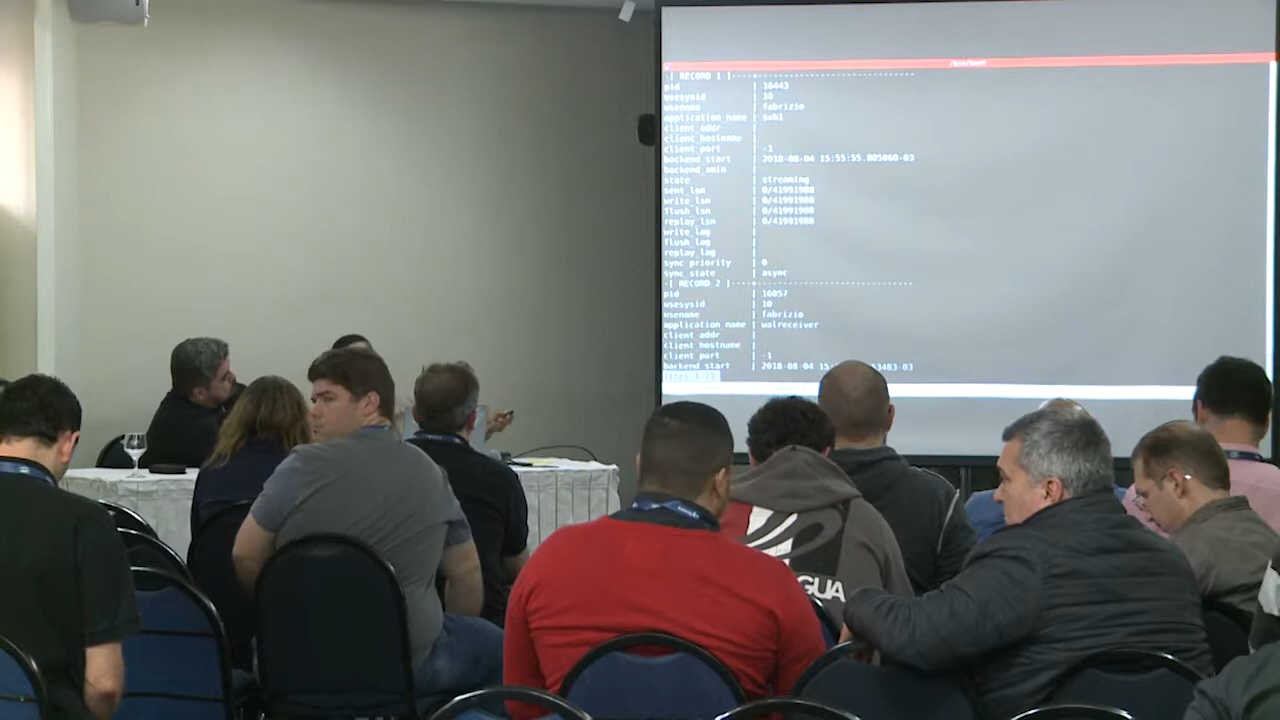 /bin/bash
-[ RECORD 1 ]----+------------------------------
pid | 16443
usesysid | 10
usename | fabrizio
application_name | sub1
client_addr |
client_hostname |
client_port | -1
backend_start | 2018-08-04 15:55:55.805060-03
backend_xmin |
state | streaming
sent_lsn | 0/41991988
write_lsn | 0/41991988
flush_lsn | 0/41991988
replay_lsn | 0/41991988
write_lag |
flush_lag |
replay_lag |
sync_priority | 0
sync_state | async
-[ RECORD 2 ]----+------------------------------
pid | 16057
usesysid | 10
usename | fabrizio
application_name | walreceiver
client_addr |
client_hostname |
client_port | -1
backend_start | 2018-08-04
GUA